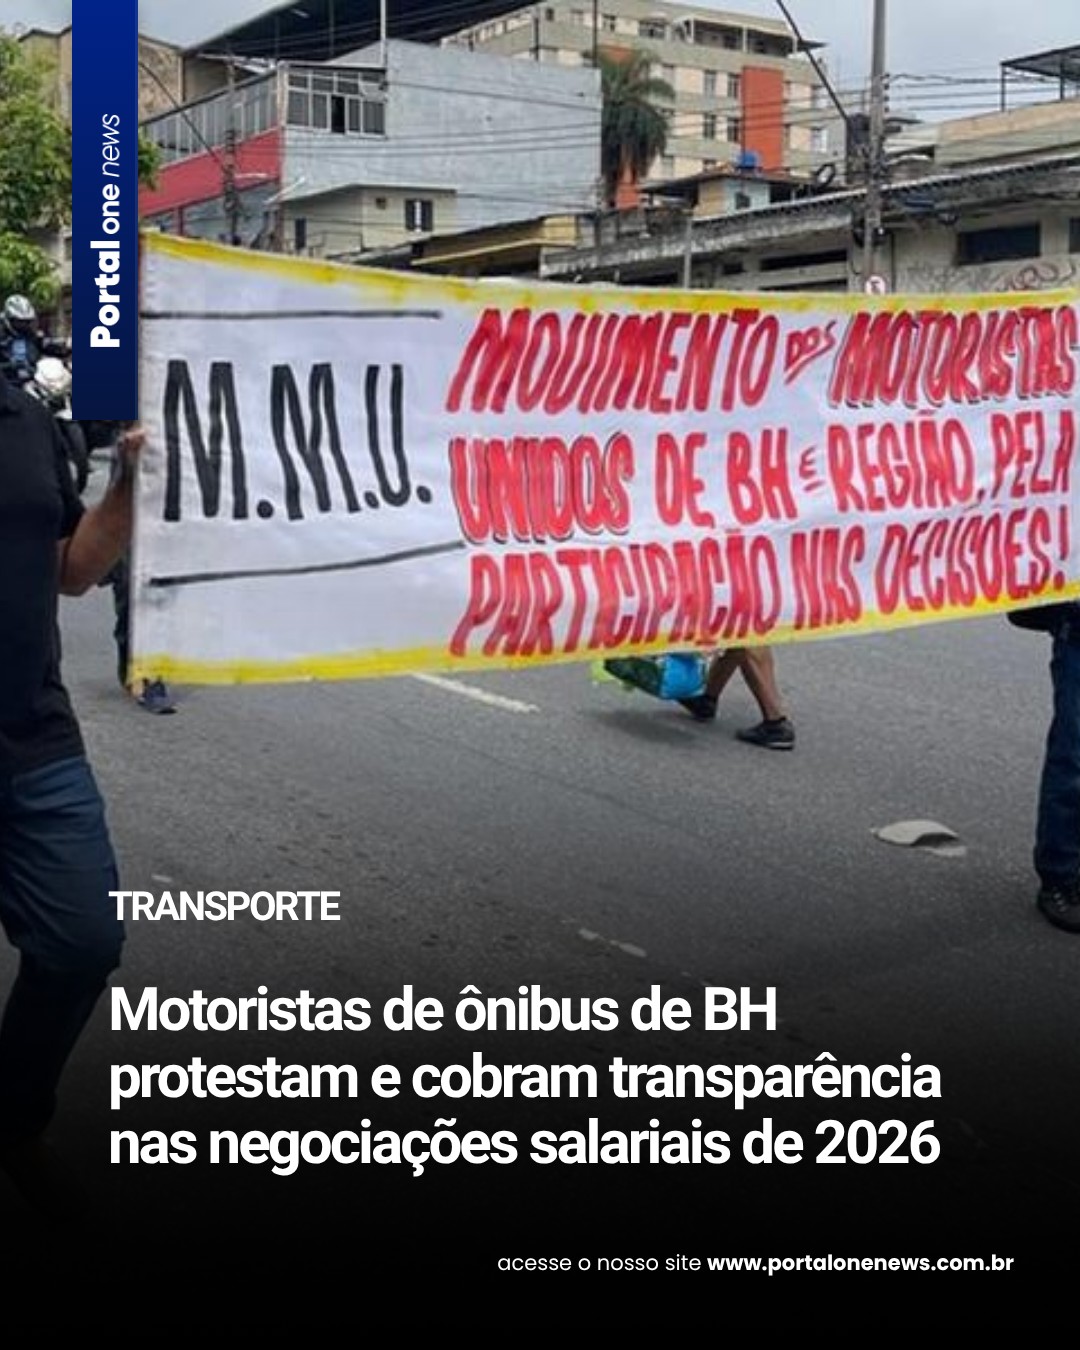 Portal one news
M.M.U.
MOVIMENTO DOS MOTORISTAS
UNIDOS DE BH E REGIÃO, PELA
PARTICIPAÇÃO NAS DECISÕES!
TRANSPORTE
Motoristas de ônibus de BH
protestam e cobram transparência
nas negociações salariais de 2026
acesse o nosso site www.portalonenews.com.br